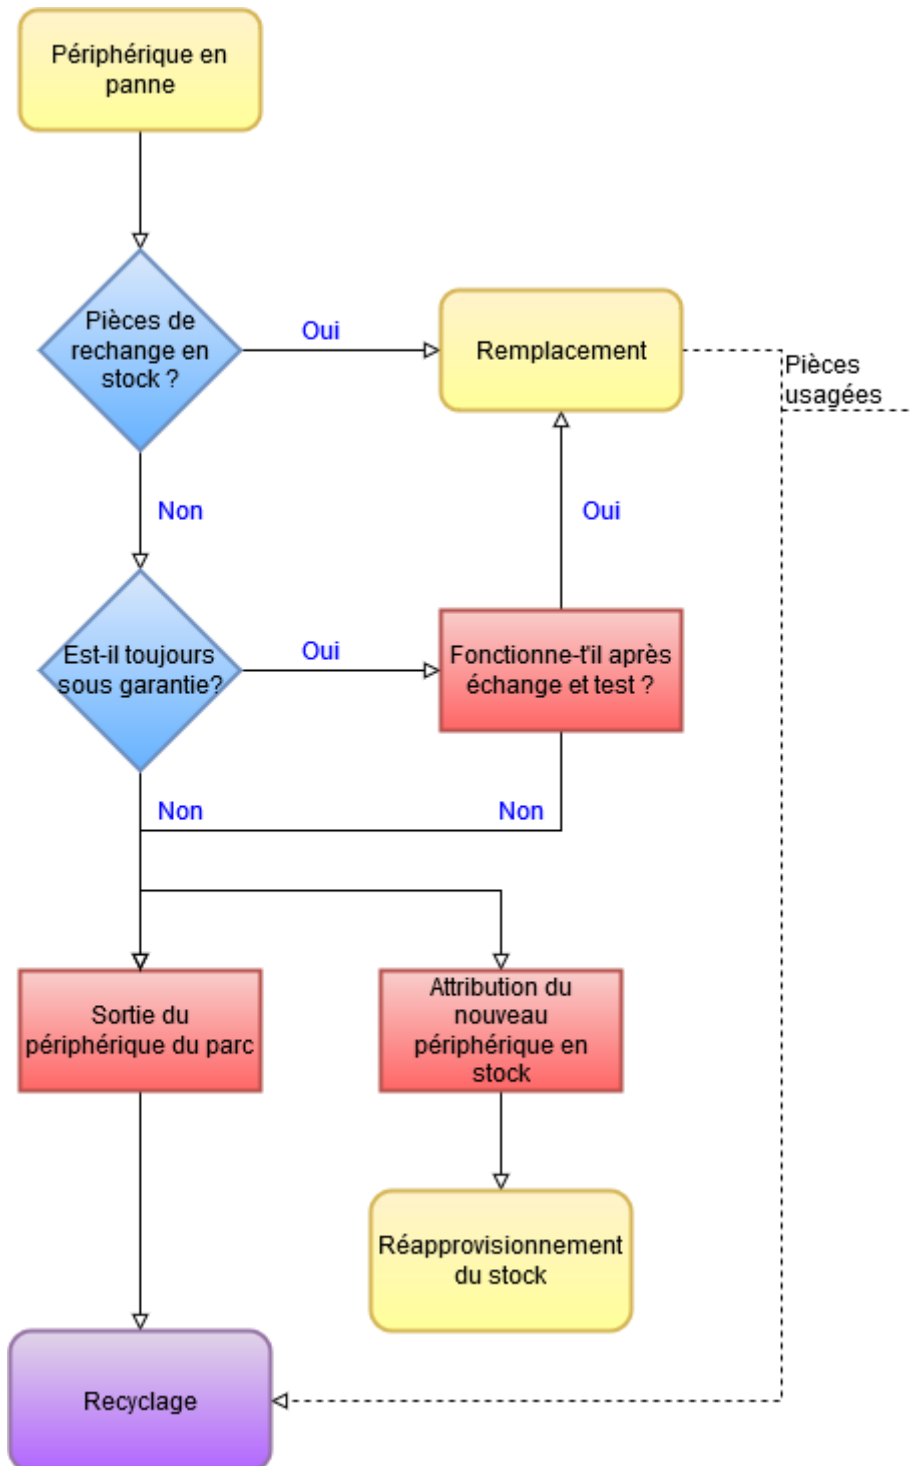 Périphérique en
panne
Pièces de
rechange en
stock ?
Oui
Remplacement
Pièces
usagées
Non
Oui
Est-il toujours
sous garantie?
Oui
Fonctionne-t'il après
échange et test ?
Non
Non
Sortie du
périphérique du parc
Attribution du
nouveau
périphérique en
stock
Réapprovisionnement
du stock
Recyclage